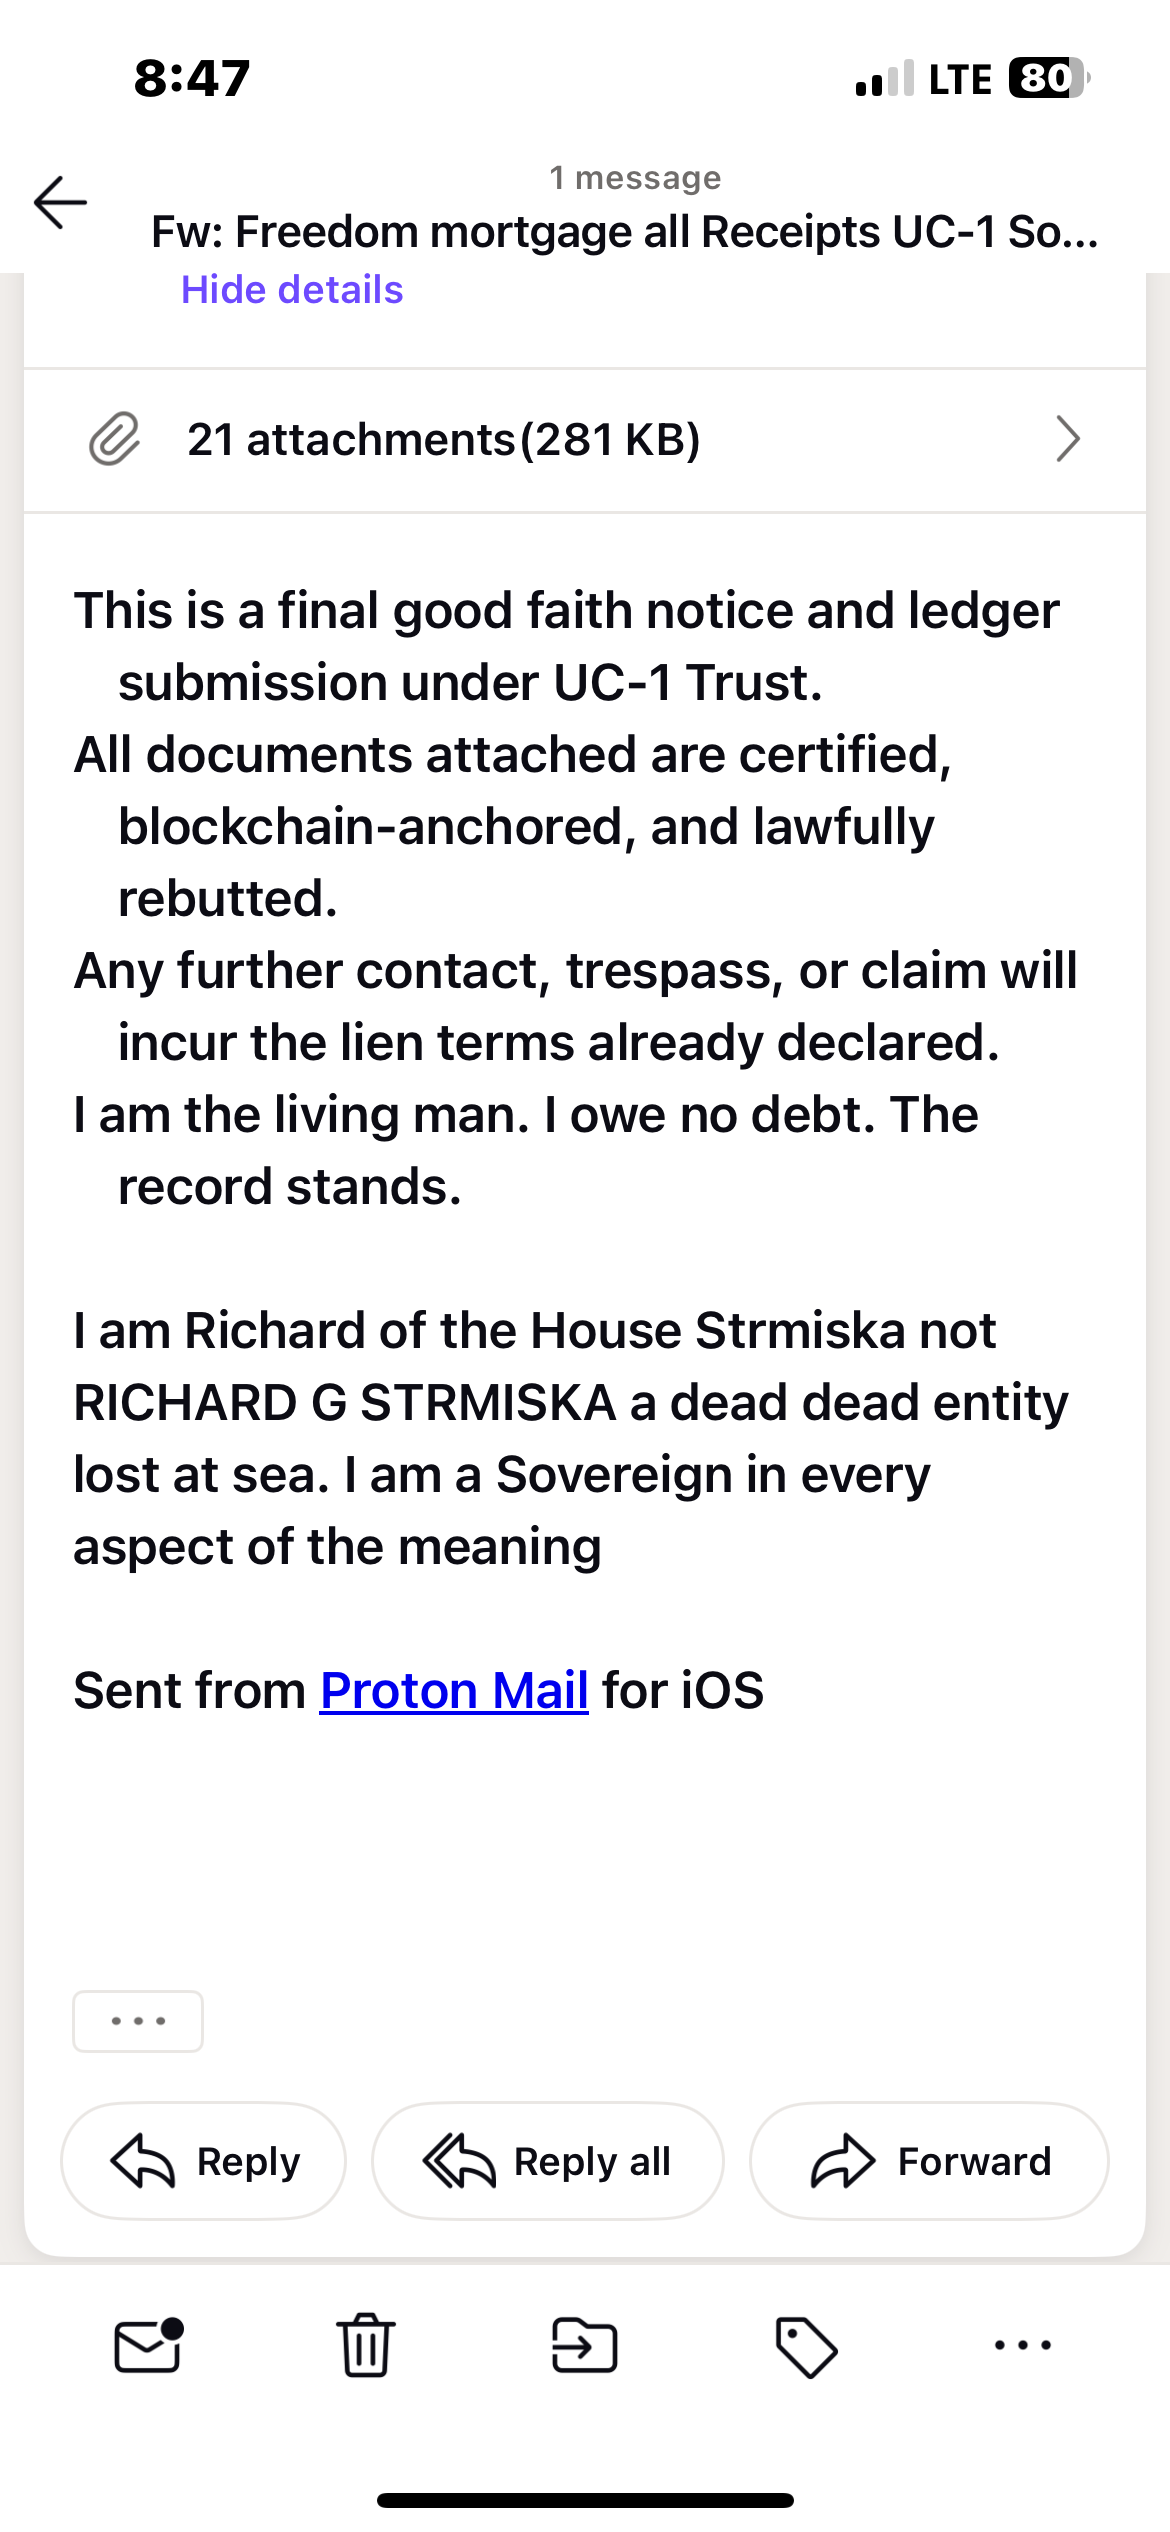 8:47
LTE 80
1 message
Fw: Freedom mortgage all Receipts UC-1 So...
Hide details
21 attachments(281 KB)
This is a final good faith notice and ledger
submission under UC-1 Trust.
All documents attached are certified,
blockchain-anchored, and lawfully
rebutted.
Any further contact, trespass, or claim will
incur the lien terms already declared.
I am the living man. I owe no debt. The
record stands.
I am Richard of the House Strmiska not
RICHARD G STRMISKA a dead dead entity
lost at sea. I am a Sovereign in every
aspect of the meaning
Sent from Proton Mail for iOS
Reply
Reply all
Forward